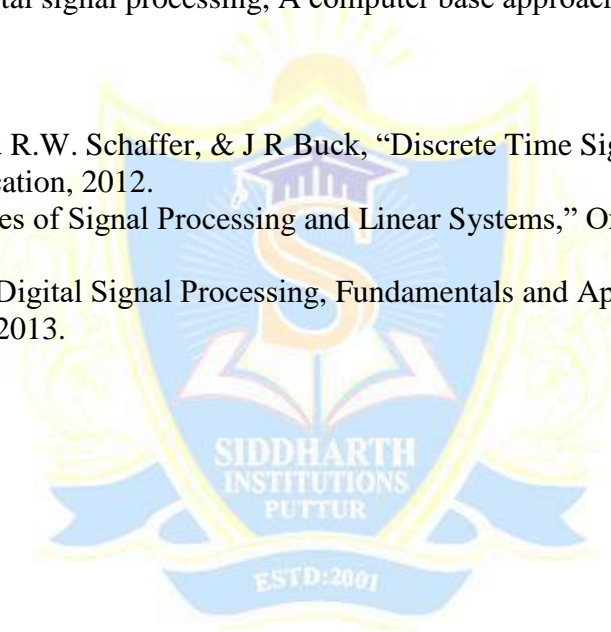 tal signal processing, A computer base approach
R.W. Schaffer, & J R Buck, “Discrete Time Sig
cation, 2012.
es of Signal Processing and Linear Systems,” O
Digital Signal Processing, Fundamentals and Ap
2013.
S
SIDDHARTH
INSTITUTIONS
PUTTUR
ESTD:2001